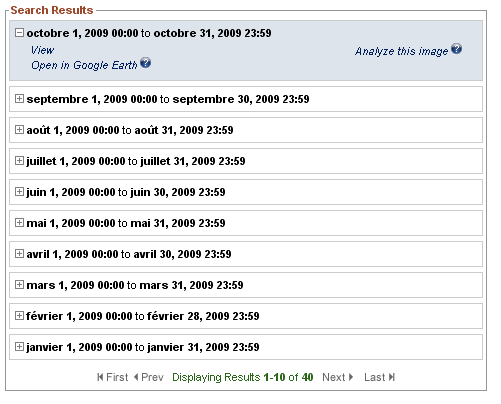 Search Results
octobre 1, 2009 00:00 to octobre 31, 2009 23:59
View
Analyze this image ?
Open in Google Earth ?
septembre 1, 2009 00:00 to septembre 30, 2009 23:59
août 1, 2009 00:00 to août 31, 2009 23:59
juillet 1, 2009 00:00 to juillet 31, 2009 23:59
juin 1, 2009 00:00 to juin 30, 2009 23:59
mai 1, 2009 00:00 to mai 31, 2009 23:59
avril 1, 2009 00:00 to avril 30, 2009 23:59
mars 1, 2009 00:00 to mars 31, 2009 23:59
février 1, 2009 00:00 to février 28, 2009 23:59
janvier 1, 2009 00:00 to janvier 31, 2009 23:59
First Prev Displaying Results 1-10 of 40 Next Last